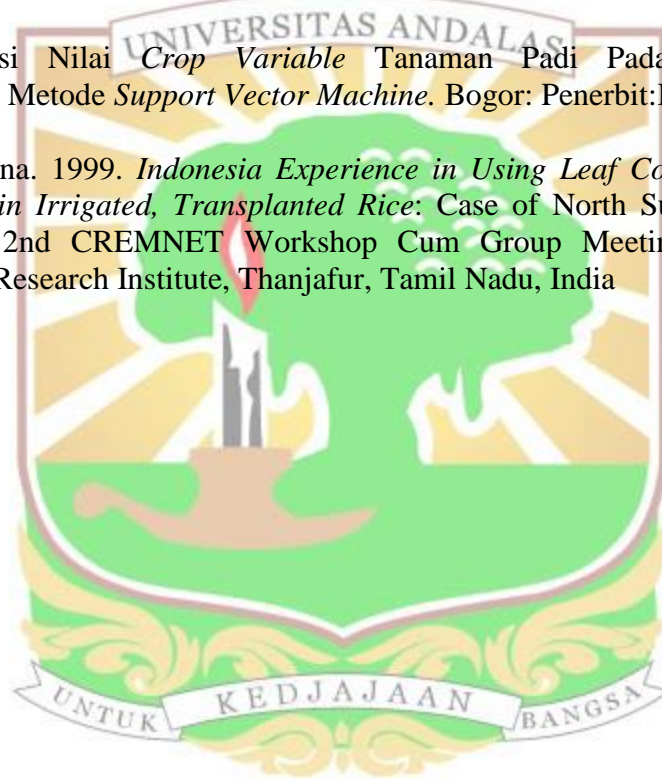 UNIVERSITAS ANDALAS
si Nilai Crop Variable Tanaman Padi Pada
Metode Support Vector Machine. Bogor: Penerbit:I
na. 1999. Indonesia Experience in Using Leaf Co
in Irrigated, Transplanted Rice: Case of North Su
2nd CREMNET Workshop Cum Group Meetin
Research Institute, Thanjafur, Tamil Nadu, India
UNTUK KEDJAJAAN BANGSA